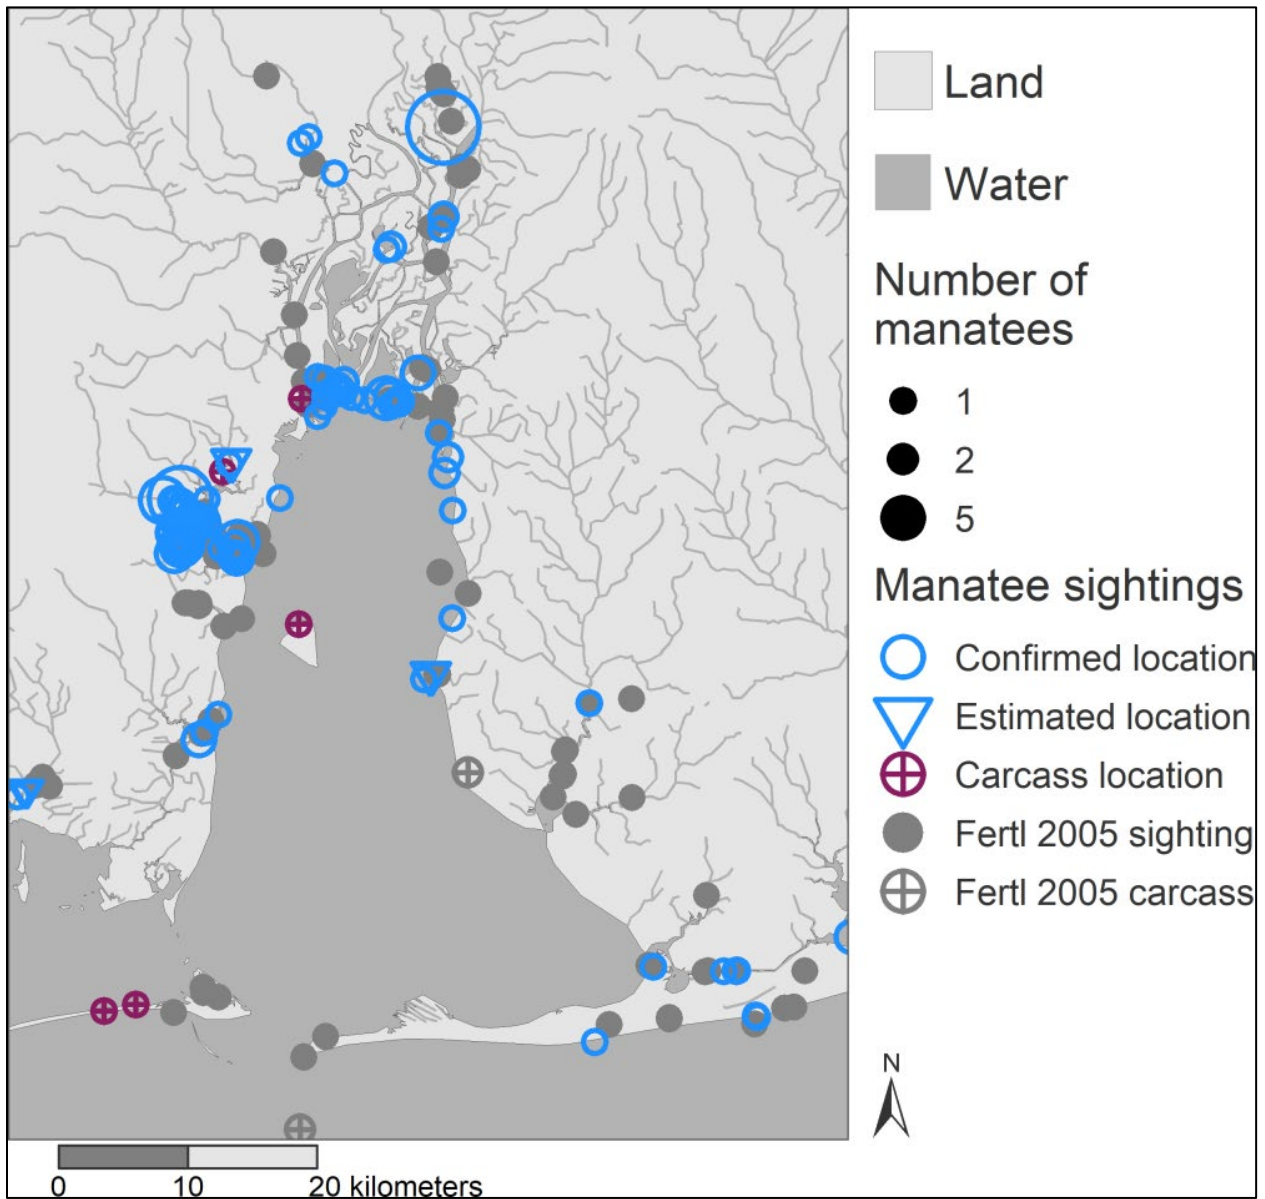 Land
Water
Number of
manatees
1
2
5
Manatee sightings
Confirmed location
Estimated location
Carcass location
Fertl 2005 sighting
Fertl 2005 carcass
N
0 10 20 kilometers